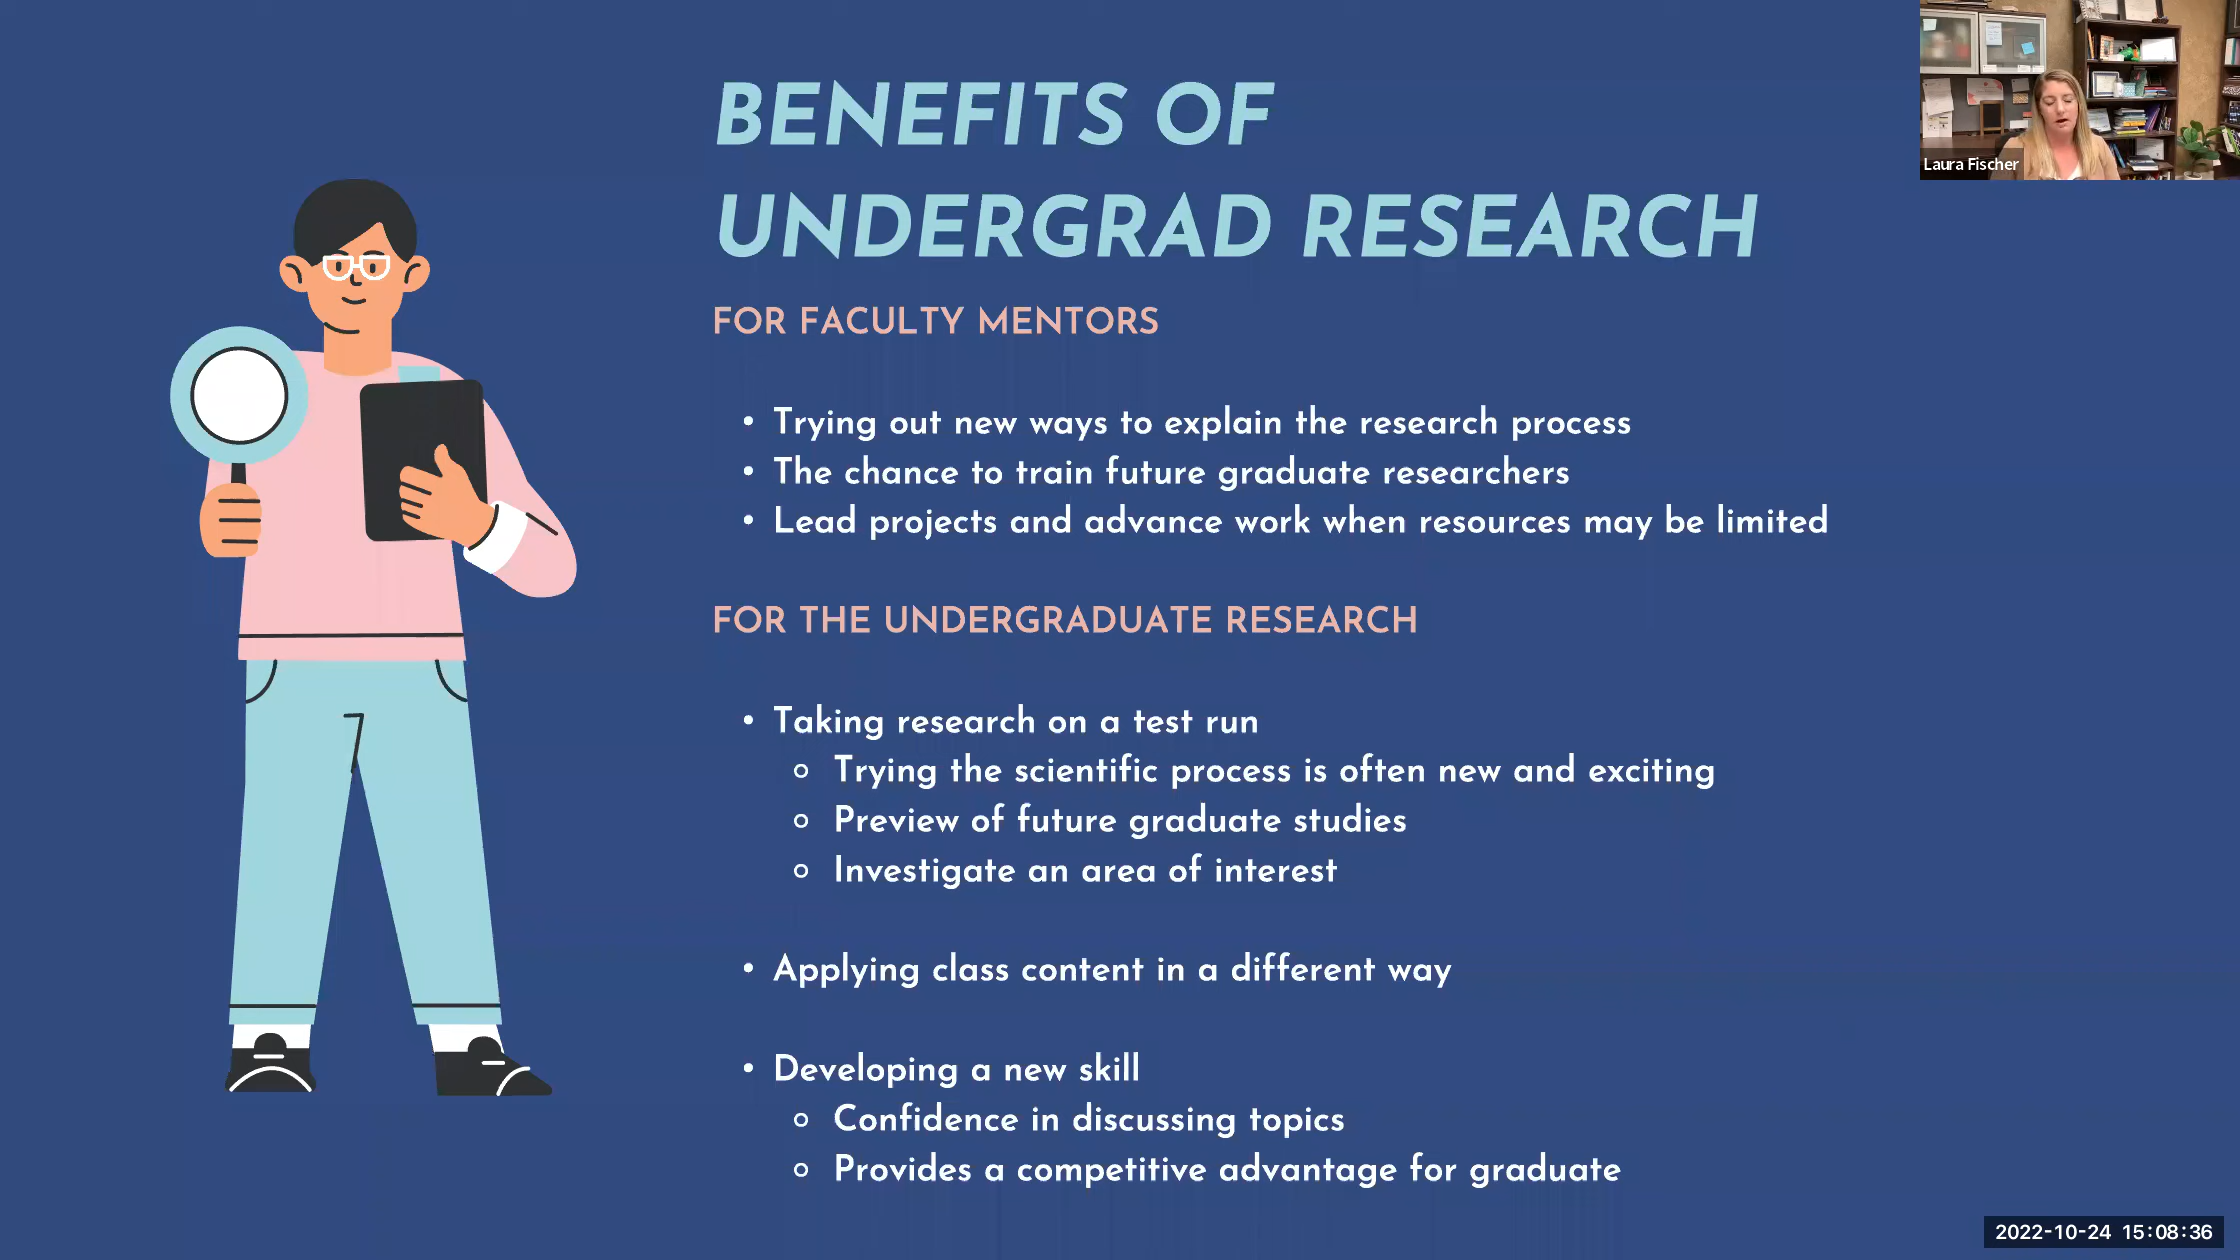 BENEFITS OF
UNDERGRAD RESEARCH
FOR FACULTY MENTORS
• Trying out new ways to explain the research process
• The chance to train future graduate researchers
• Lead projects and advance work when resources may be limited
FOR THE UNDERGRADUATE RESEARCH
• Taking research on a test run
○ Trying the scientific process is often new and exciting
○ Preview of future graduate studies
○ Investigate an area of interest
• Applying class content in a different way
• Developing a new skill
○ Confidence in discussing topics
○ Provides a competitive advantage for graduate
Laura Fischer
2022-10-24 15:08:36